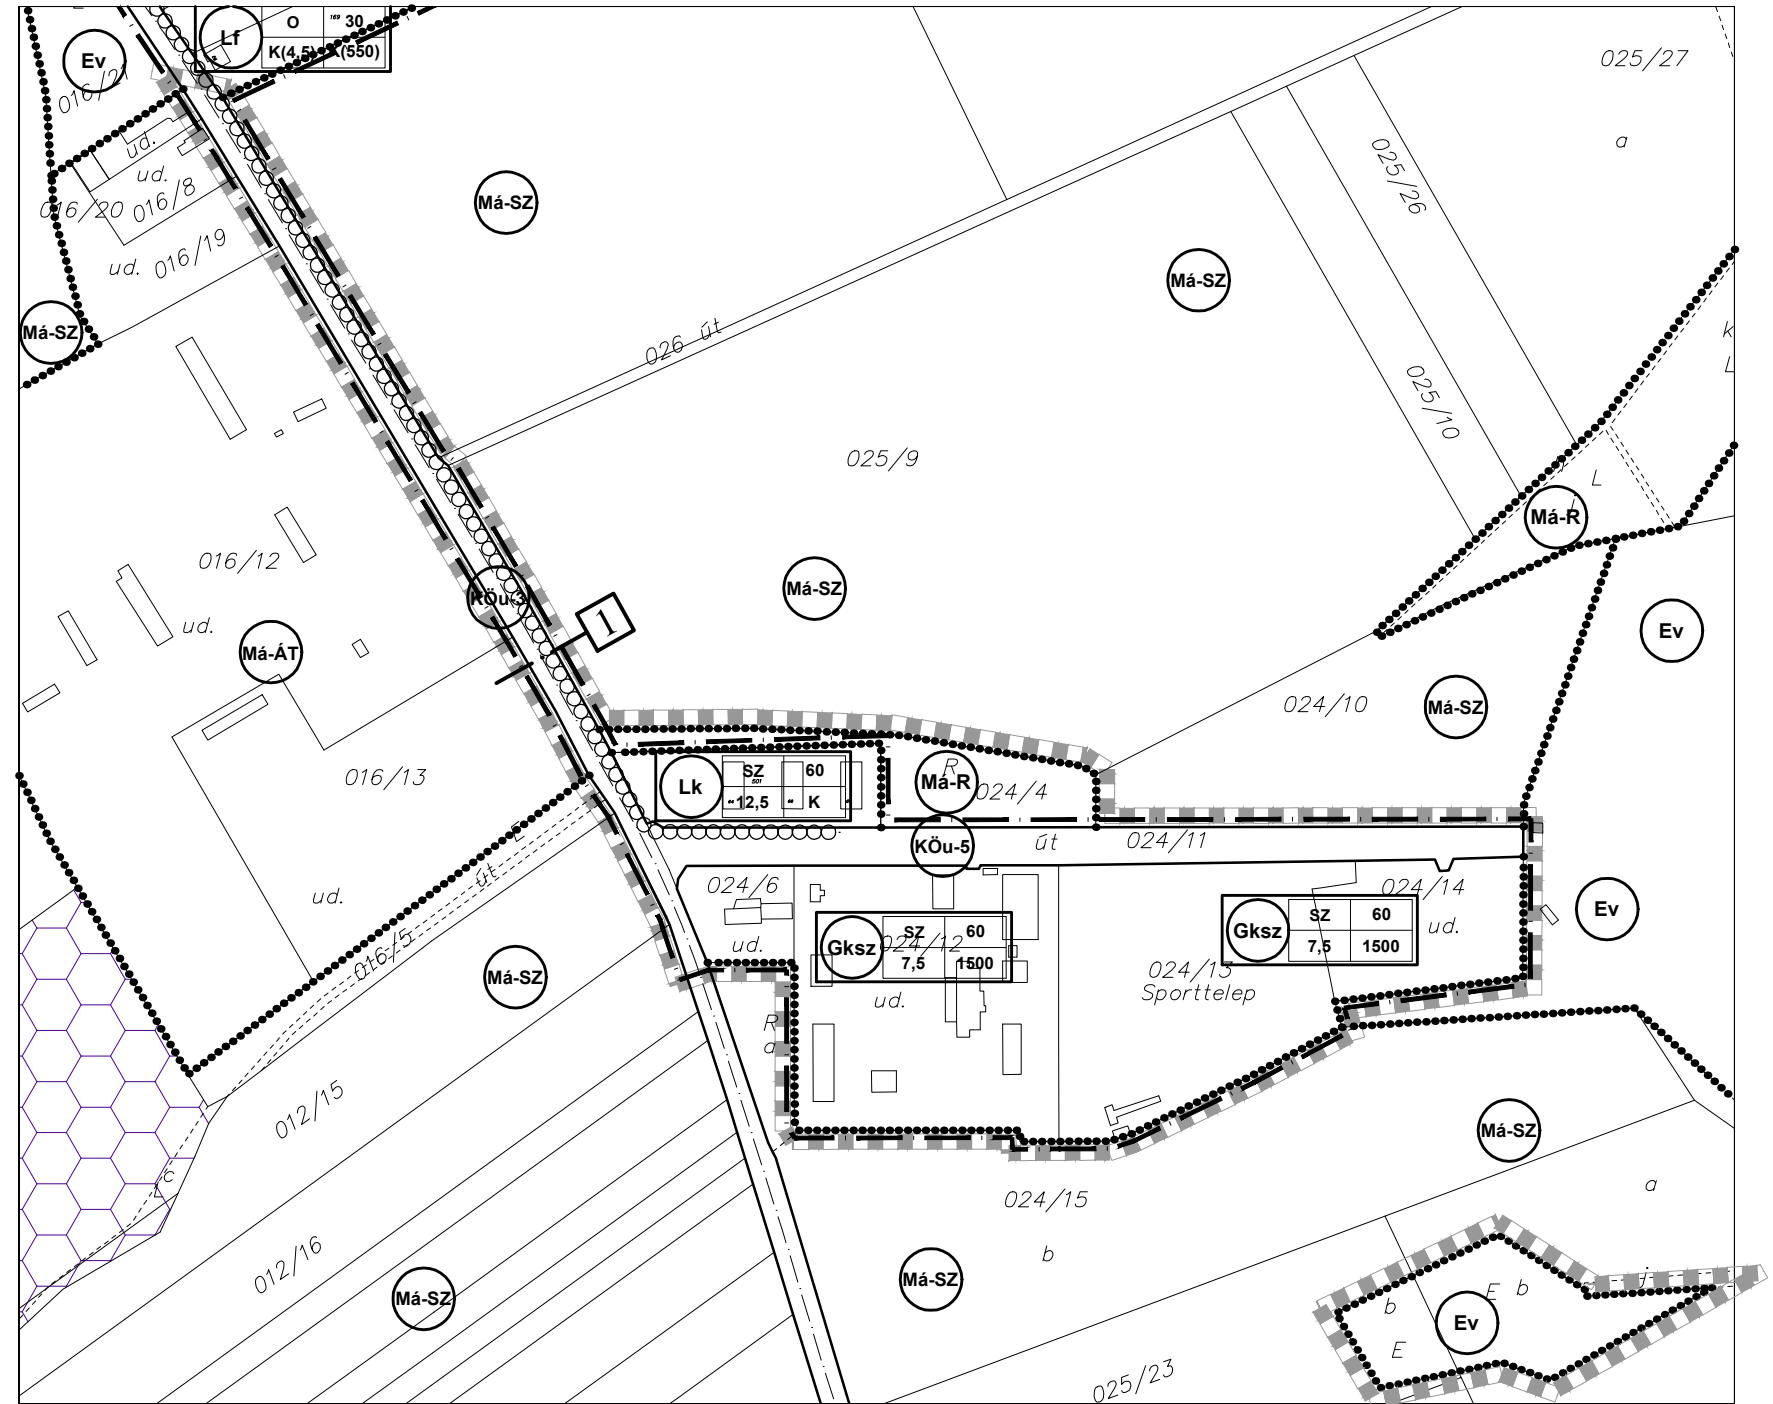 Lf
O
30
K(4,5)
K(550)
Ev
016/21
025/27
a
ud.
ud.
016/8
016/20
016/19
ud.
Má-SZ
025/26
Má-SZ
Má-SZ
026 út
k
L
025/10
025/9
L
Má-R
016/12
ud.
KÖu-3
1
Má-SZ
Ev
Má-ÁT
024/10
Má-SZ
016/13
Lk
SZ
60
12,5
K
R
Má-R
024/4
KÖu-5
út
024/11
út
ud.
024/6
ud.
024/14
ud.
Gksz
SZ
60
7,5
1500
024/12
ud.
Gksz
SZ
60
7,5
1500
Ev
016/5
Má-SZ
024/13
Sporttelep
R
a
012/15
c
Má-SZ
024/15
b
a
012/16
Má-SZ
Má-SZ
b
E
b
Ev
E
025/23